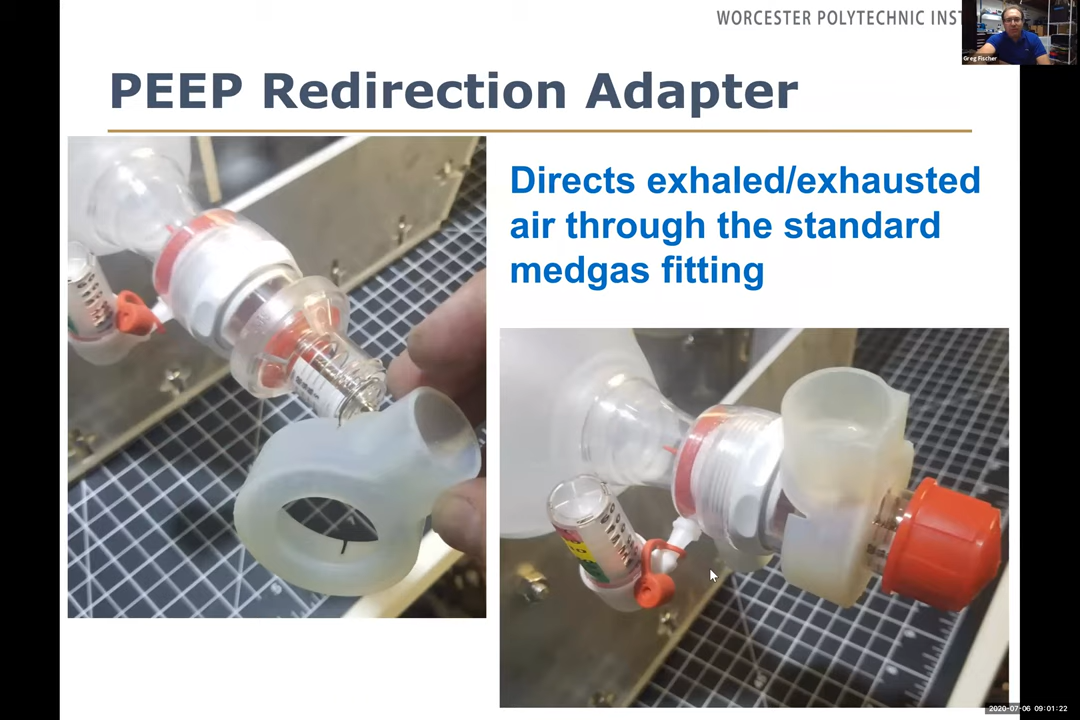 WORCESTER POLYTECHNIC INST
Greg Fischer
PEEP Redirection Adapter
Directs exhaled/exhausted
air through the standard
medgas fitting
2020-07-06 09:01:22